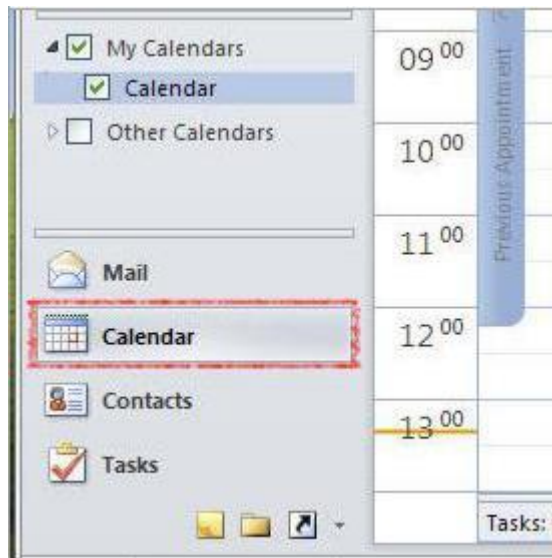 My Calendars
Calendar
Other Calendars
Mail
Calendar
Contacts
Tasks
09 00
10 00
11 00
12 00
13 00
Previous Appointment
Tasks: